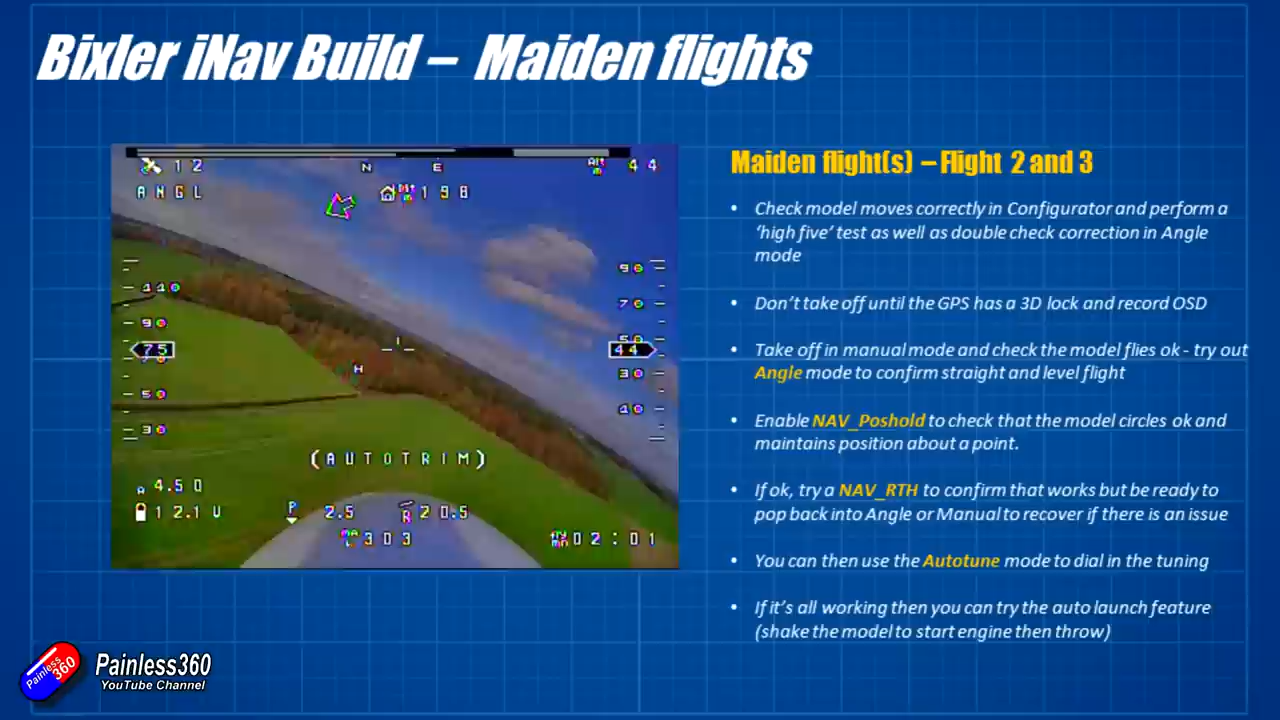 Bixler iNav Build – Maiden flights
Maiden flight(s) – Flight 2 and 3
• Check model moves correctly in Configurator and perform a
‘high five’ test as well as double check correction in Angle
mode
• Don’t take off until the GPS has a 3D lock and record OSD
• Take off in manual mode and check the model flies ok - try out
Angle mode to confirm straight and level flight
• Enable NAV_Poshold to check that the model circles ok and
maintains position about a point.
• If ok, try a NAV_RTH to confirm that works but be ready to
pop back into Angle or Manual to recover if there is an issue
• You can then use the Autotune mode to dial in the tuning
• If it’s all working then you can try the auto launch feature
(shake the model to start engine then throw)
12 N E 44
ANGL 198
90
70
90
75 44
30
50
30
H
(AUTOTRIM)
4.50
12.1V 2.5 20.5
303 02:01
Painless360
Painless360
YouTube Channel